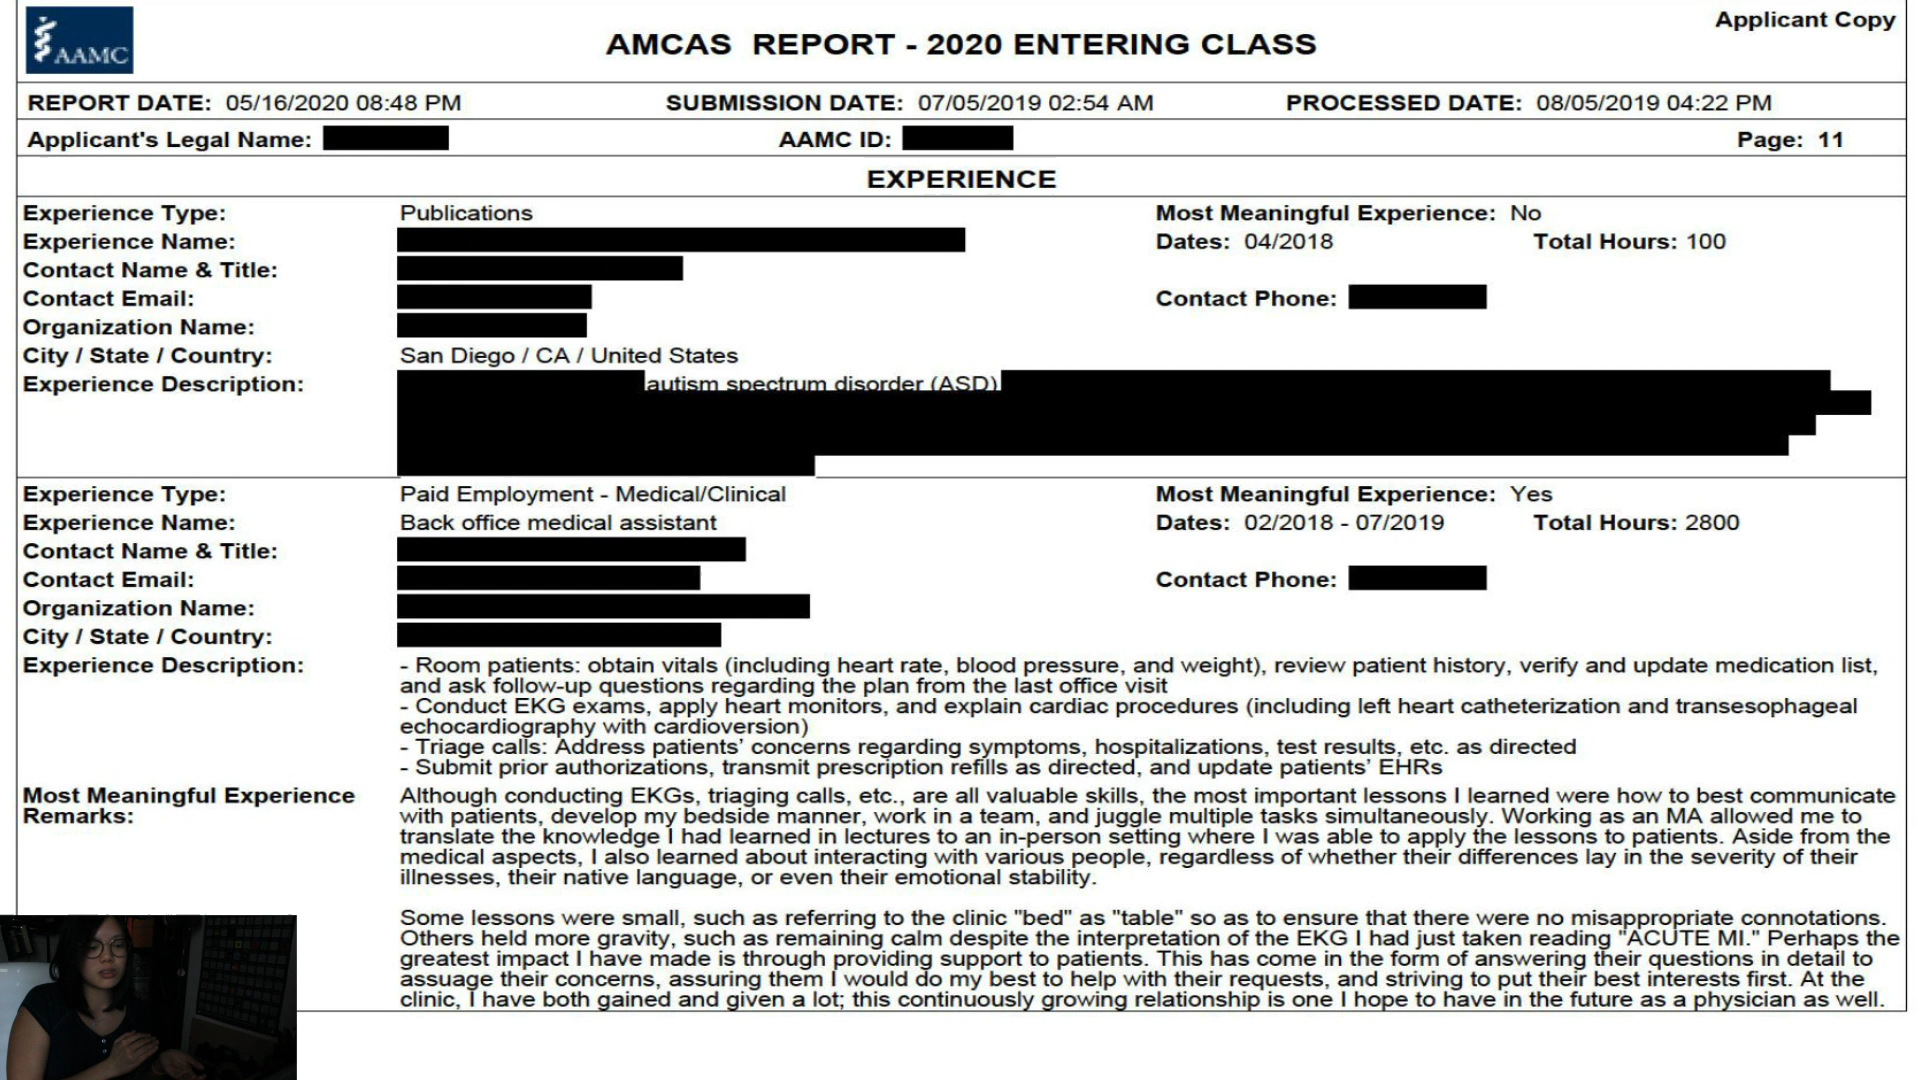 AAMC
Applicant Copy
AMCAS REPORT - 2020 ENTERING CLASS
REPORT DATE: 05/16/2020 08:48 PM SUBMISSION DATE: 07/05/2019 02:54 AM PROCESSED DATE: 08/05/2019 04:22 PM
Applicant's Legal Name: AAMC ID: Page: 11
EXPERIENCE
Experience Type: Publications Most Meaningful Experience: No
Experience Name: Dates: 04/2018 Total Hours: 100
Contact Name & Title:
Contact Email: Contact Phone:
Organization Name:
City / State / Country: San Diego / CA / United States
Experience Description: autism spectrum disorder (ASD)
Experience Type: Paid Employment - Medical/Clinical Most Meaningful Experience: Yes
Experience Name: Back office medical assistant Dates: 02/2018 - 07/2019 Total Hours: 2800
Contact Name & Title:
Contact Email: Contact Phone:
Organization Name:
City / State / Country:
Experience Description: - Room patients: obtain vitals (including heart rate, blood pressure, and weight), review patient history, verify and update medication list,
and ask follow-up questions regarding the plan from the last office visit
- Conduct EKG exams, apply heart monitors, and explain cardiac procedures (including left heart catheterization and transesophageal
echocardiography with cardioversion)
- Triage calls: Address patients' concerns regarding symptoms, hospitalizations, test results, etc. as directed
- Submit prior authorizations, transmit prescription refills as directed, and update patients' EHRs
Most Meaningful Experience Although conducting EKGs, triaging calls, etc., are all valuable skills, the most important lessons I learned were how to best communicate
Remarks: with patients, develop my bedside manner, work in a team, and juggle multiple tasks simultaneously. Working as an MA allowed me to
translate the knowledge I had learned in lectures to an in-person setting where I was able to apply the lessons to patients. Aside from the
medical aspects, I also learned about interacting with various people, regardless of whether their differences lay in the severity of their
illnesses, their native language, or even their emotional stability.
Some lessons were small, such as referring to the clinic "bed" as "table" so as to ensure that there were no misappropriate connotations.
Others held more gravity, such as remaining calm despite the interpretation of the EKG I had just taken reading "ACUTE MI." Perhaps the
greatest impact I have made is through providing support to patients. This has come in the form of answering their questions in detail to
assuage their concerns, assuring them I would do my best to help with their requests, and striving to put their best interests first. At the
clinic, I have both gained and given a lot; this continuously growing relationship is one I hope to have in the future as a physician as well.